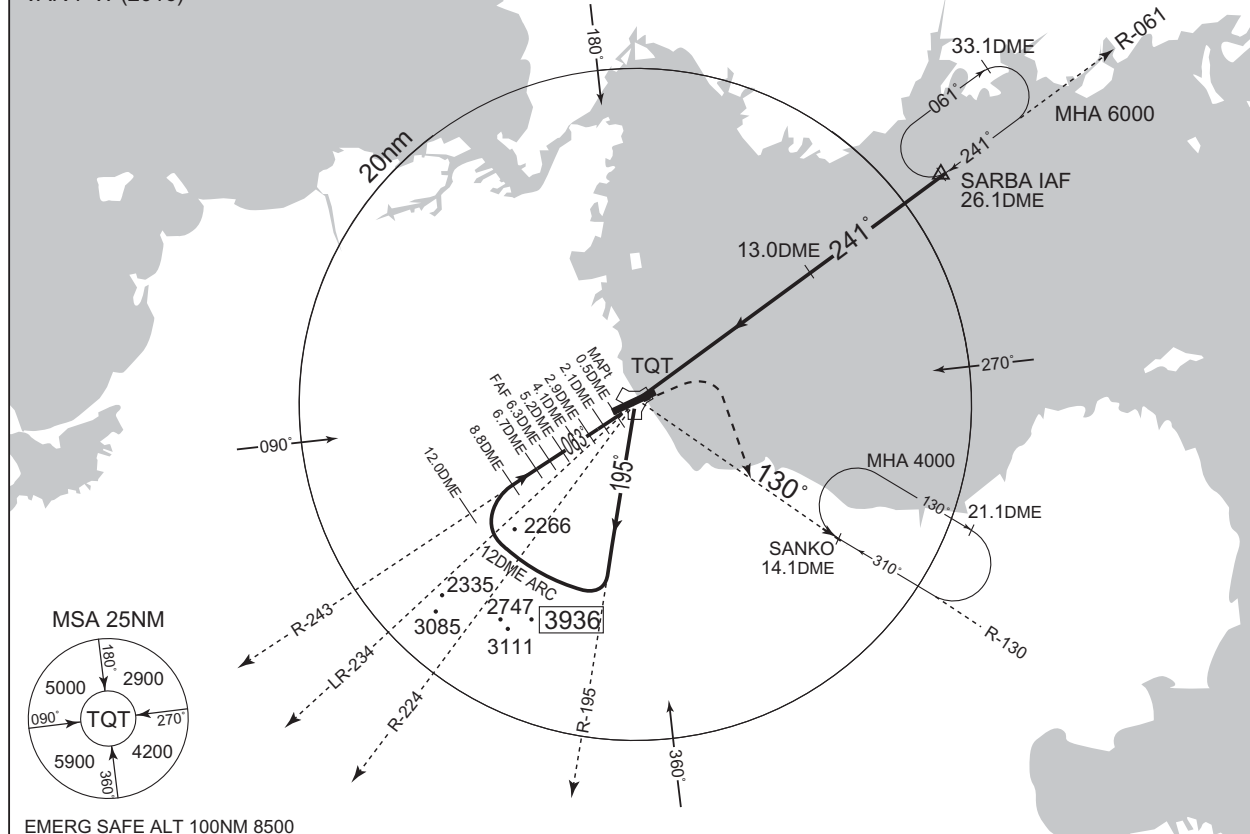 180°
33.1DME
R-061
061°
MHA 6000
241°
20nm
SARBA IAF
26.1DME
241°
13.0DME
TQT
270°
MAPt
0.5DME
2.1DME
2.9DME
4.1DME
5.2DME
FAF 6.3DME
6.7DME
8.8DME
12.0DME
063°
090°
195°
130°
MHA 4000
130°
21.1DME
SANKO
14.1DME
310°
2266
12DME ARC
2335
3085
2747
3936
3111
R-243
LR-234
R-224
R-195
R-130
360°
MSA 25NM
180°
5000
2900
090°
TQT
270°
5900
4200
360°
EMERG SAFE ALT 100NM 8500